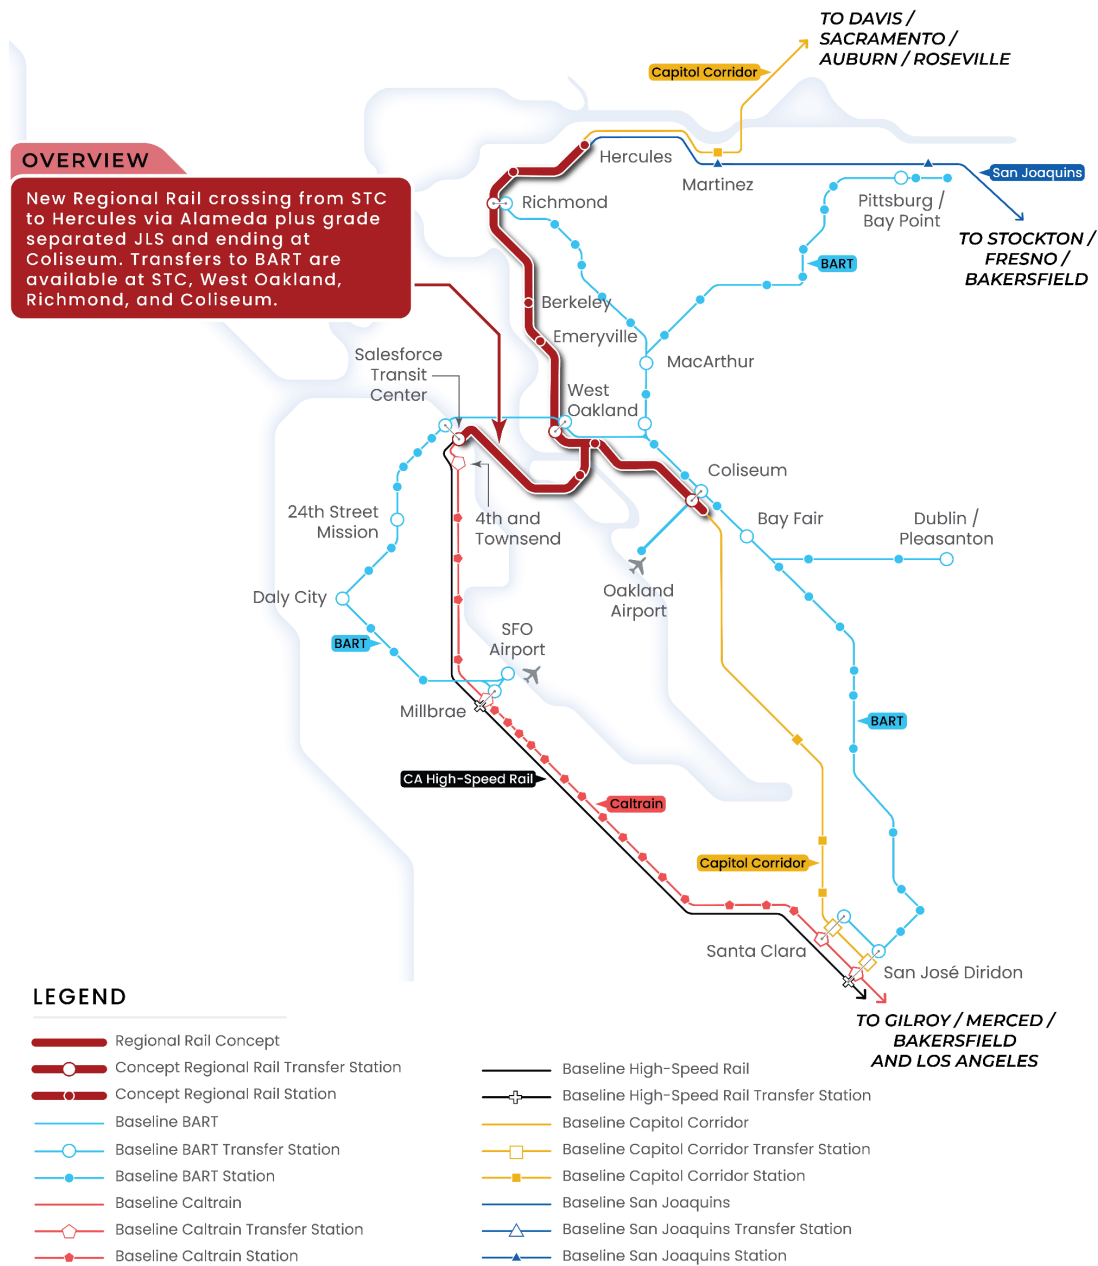 TO DAVIS /
SACRAMENTO /
AUBURN / ROSEVILLE
Capitol Corridor
OVERVIEW
New Regional Rail crossing from STC
to Hercules via Alameda plus grade
separated JLS and ending at
Coliseum. Transfers to BART are
available at STC, West Oakland,
Richmond, and Coliseum.
Hercules
Martinez
San Joaquins
Richmond
Pittsburg /
Bay Point
TO STOCKTON /
FRESNO /
BAKERSFIELD
BART
Berkeley
Emeryville
Salesforce
Transit
Center
MacArthur
West
Oakland
Coliseum
24th Street
Mission
4th and
Townsend
Bay Fair
Dublin /
Pleasanton
Oakland
Airport
Daly City
BART
SFO
Airport
Millbrae
BART
CA High-Speed Rail
Caltrain
Capitol Corridor
Santa Clara
San José Diridon
TO GILROY / MERCED /
BAKERSFIELD
AND LOS ANGELES
LEGEND
Regional Rail Concept
Concept Regional Rail Transfer Station
Concept Regional Rail Station
Baseline BART
Baseline BART Transfer Station
Baseline BART Station
Baseline Caltrain
Baseline Caltrain Transfer Station
Baseline Caltrain Station
Baseline High-Speed Rail
Baseline High-Speed Rail Transfer Station
Baseline Capitol Corridor
Baseline Capitol Corridor Transfer Station
Baseline Capitol Corridor Station
Baseline San Joaquins
Baseline San Joaquins Transfer Station
Baseline San Joaquins Station